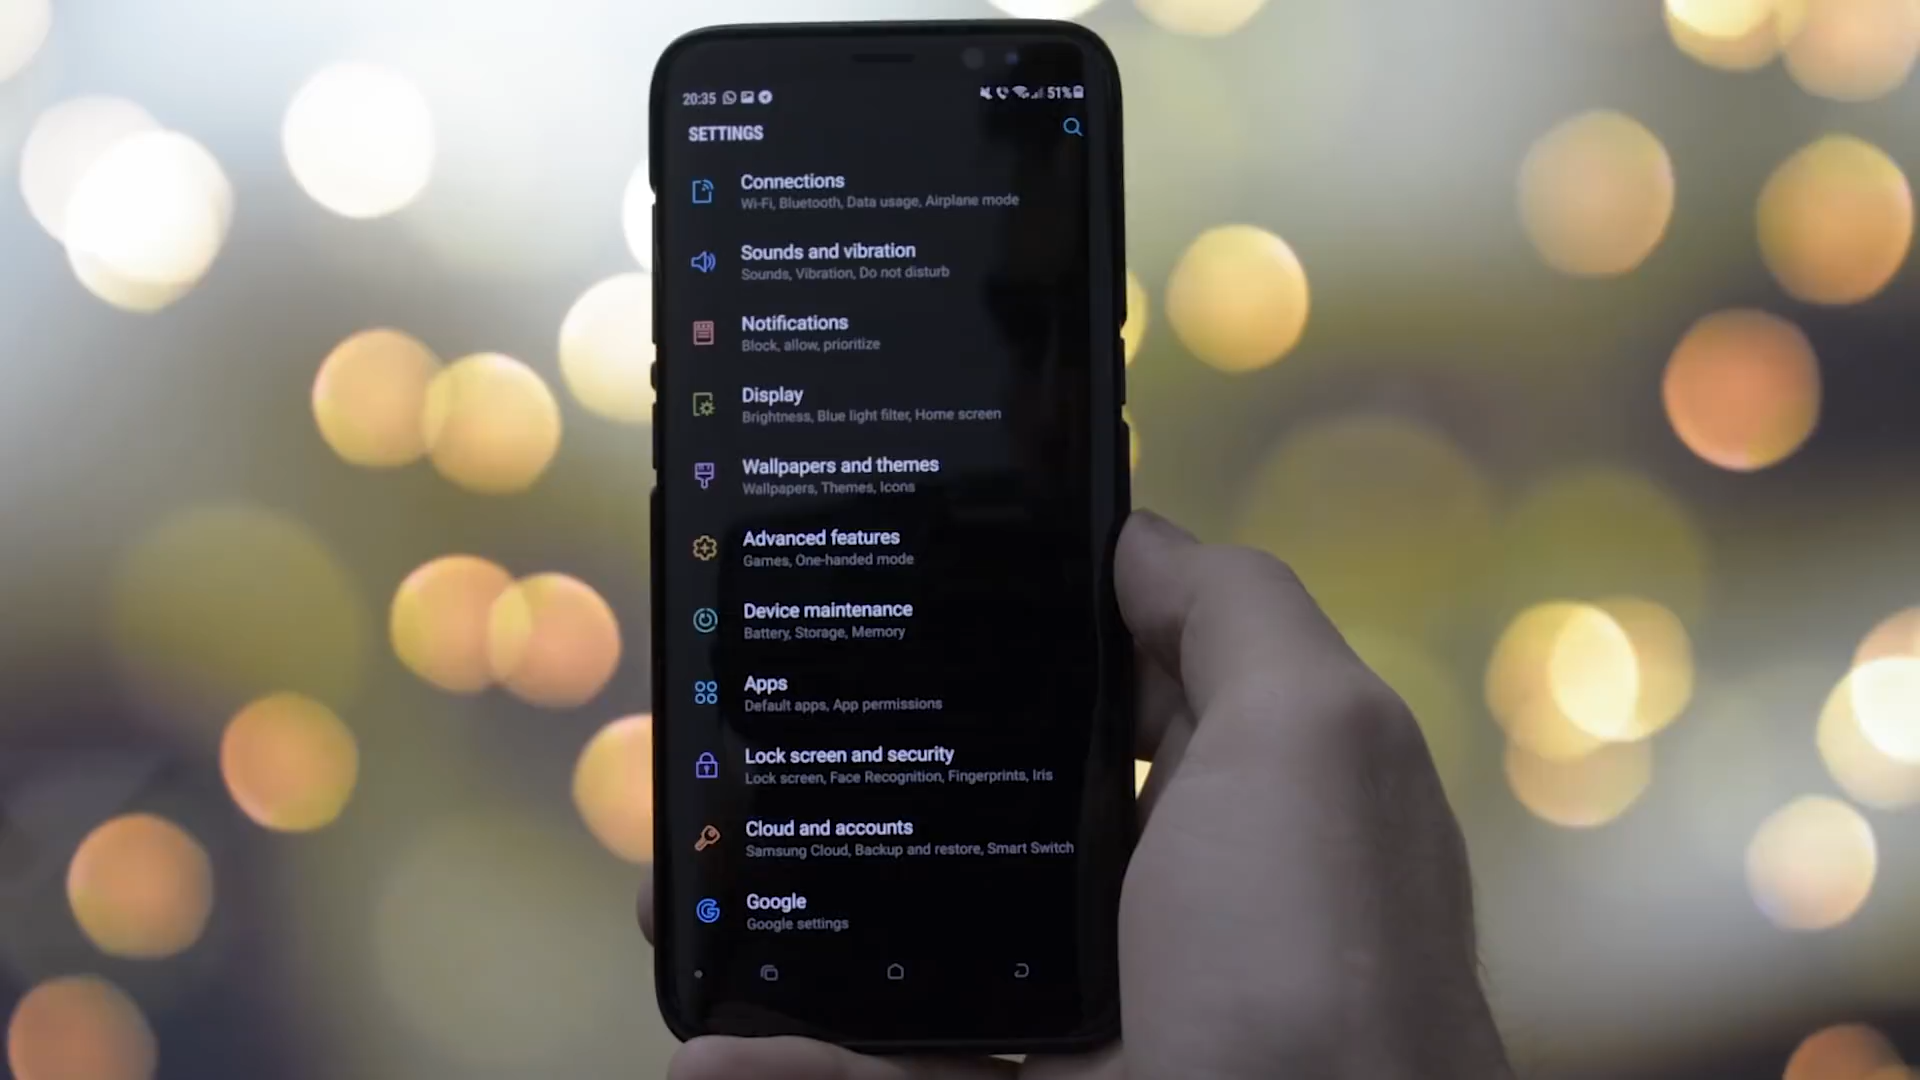 20:35 51%
SETTINGS
Connections
Wi-Fi, Bluetooth, Data usage, Airplane mode
Sounds and vibration
Sounds, Vibration, Do not disturb
Notifications
Block, allow, prioritize
Display
Brightness, Blue light filter, Home screen
Wallpapers and themes
Wallpapers, Themes, Icons
Advanced features
Games, One-handed mode
Device maintenance
Battery, Storage, Memory
Apps
Default apps, App permissions
Lock screen and security
Lock screen, Face Recognition, Fingerprints, Iris
Cloud and accounts
Samsung Cloud, Backup and restore, Smart Switch
Google
Google settings